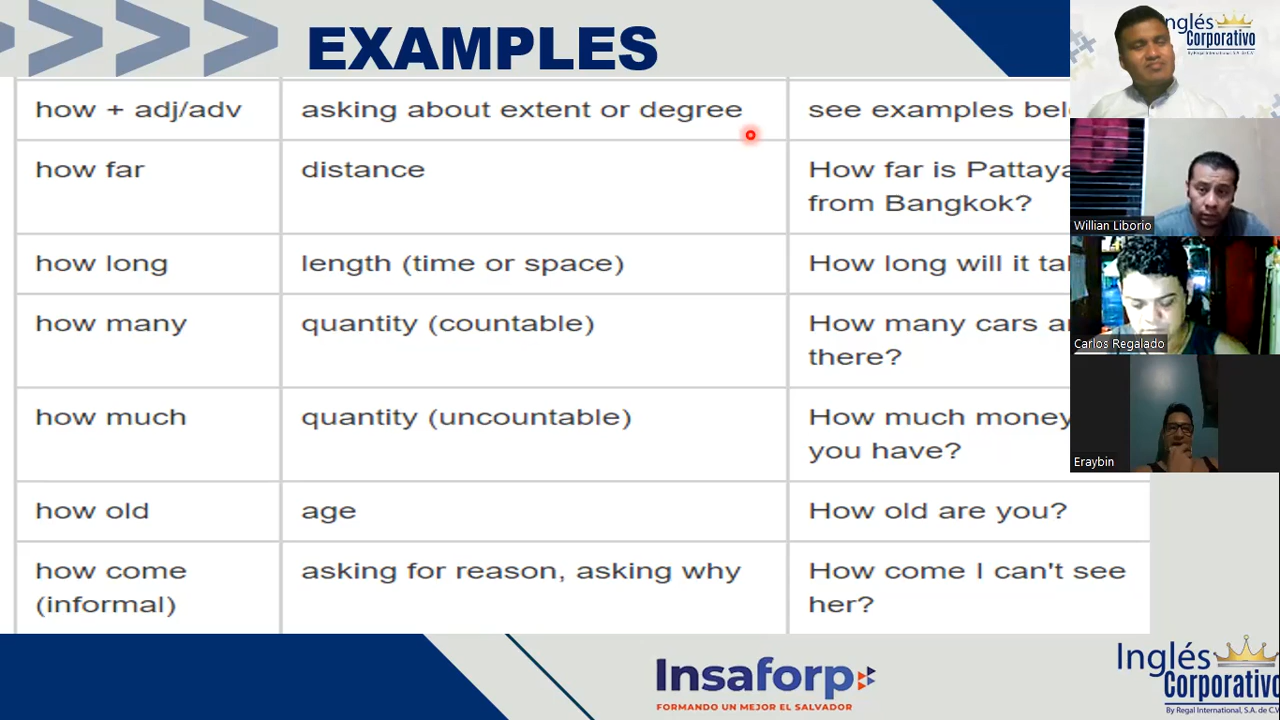 EXAMPLES
how + adj/adv
asking about extent or degree
see examples
how far
distance
How far is Pattaya
from Bangkok?
how long
length (time or space)
How long will it
how many
quantity (countable)
How many cars
there?
how much
quantity (uncountable)
How much money
you have?
how old
age
How old are you?
how come
(informal)
asking for reason, asking why
How come I can't see
her?
Inglés
Corporativo
By Regal International, S.A. de C.V.
Willian Liborio
Carlos Regalado
Eraybin
Insaforp
FORMANDO UN MEJOR EL SALVADOR
Inglés
Corporativo
By Regal International, S.A. de C.V.